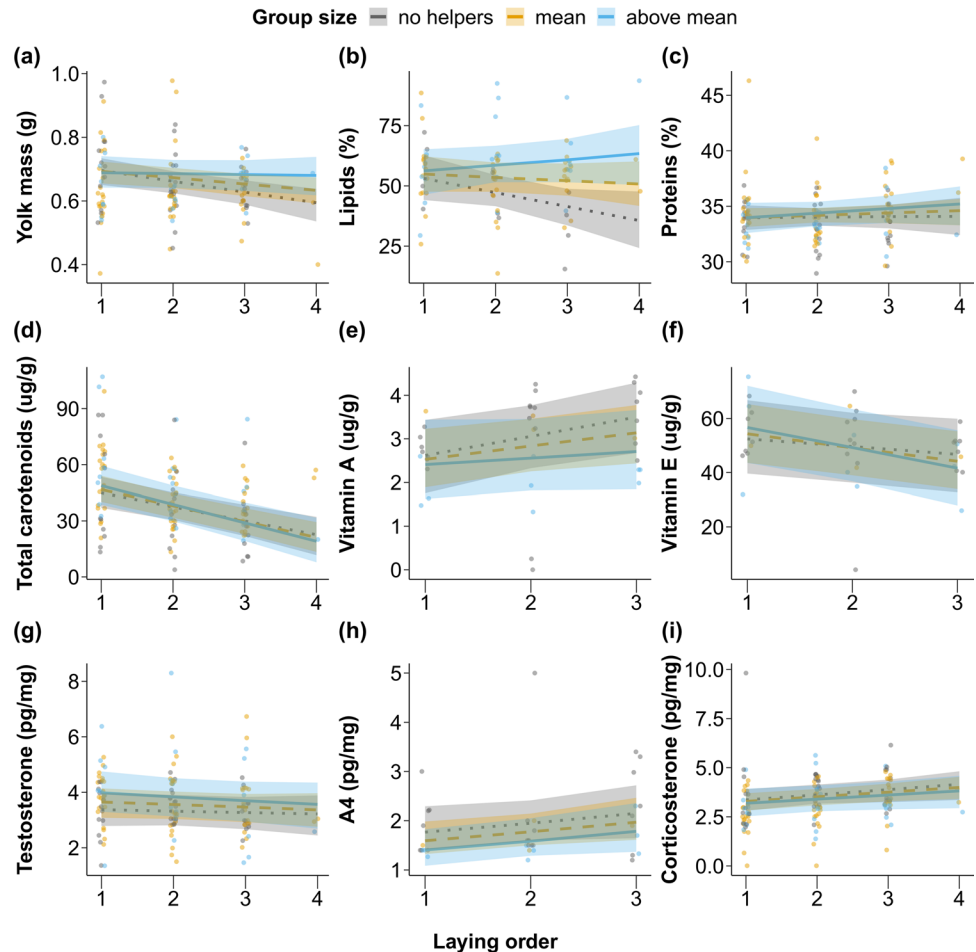 Group size no helpers mean above mean
(a)
Yolk mass (g)
1.0
0.8
0.6
0.4
1 2 3 4
(b)
Lipids (%)
75
50
25
1 2 3 4
(c)
Proteins (%)
45
40
35
30
1 2 3 4
(d)
Total carotenoids (ug/g)
90
60
30
0
1 2 3 4
(e)
Vitamin A (ug/g)
4
3
2
1
0
1 2 3
(f)
Vitamin E (ug/g)
60
40
20
1 2 3
(g)
Testosterone (pg/mg)
8
6
4
2
1 2 3 4
(h)
A4 (pg/mg)
5
4
3
2
1
1 2 3
(i)
Corticosterone (pg/mg)
10.0
7.5
5.0
2.5
0.0
1 2 3 4
Laying order